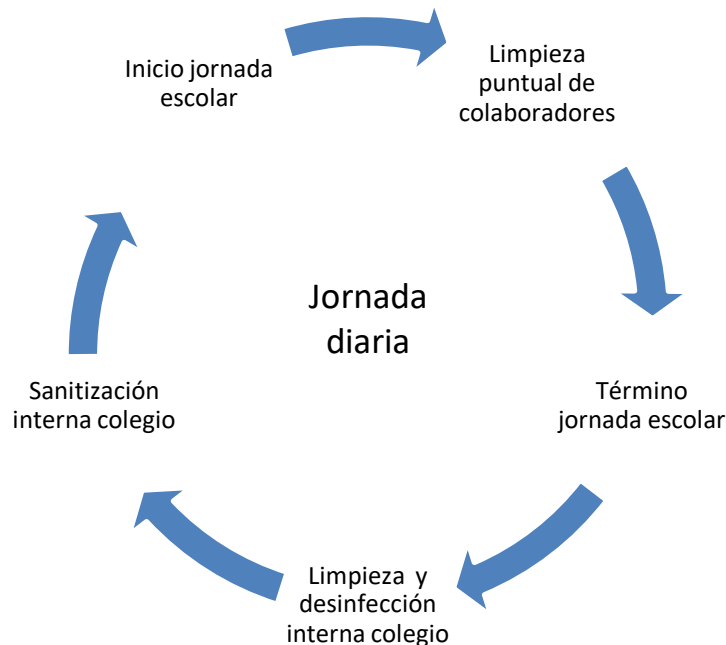 Inicio jornada
escolar
Limpieza
puntual de
colaboradores
Jornada
diaria
Término
jornada escolar
Limpieza y
desinfección
interna colegio
Sanitización
interna colegio